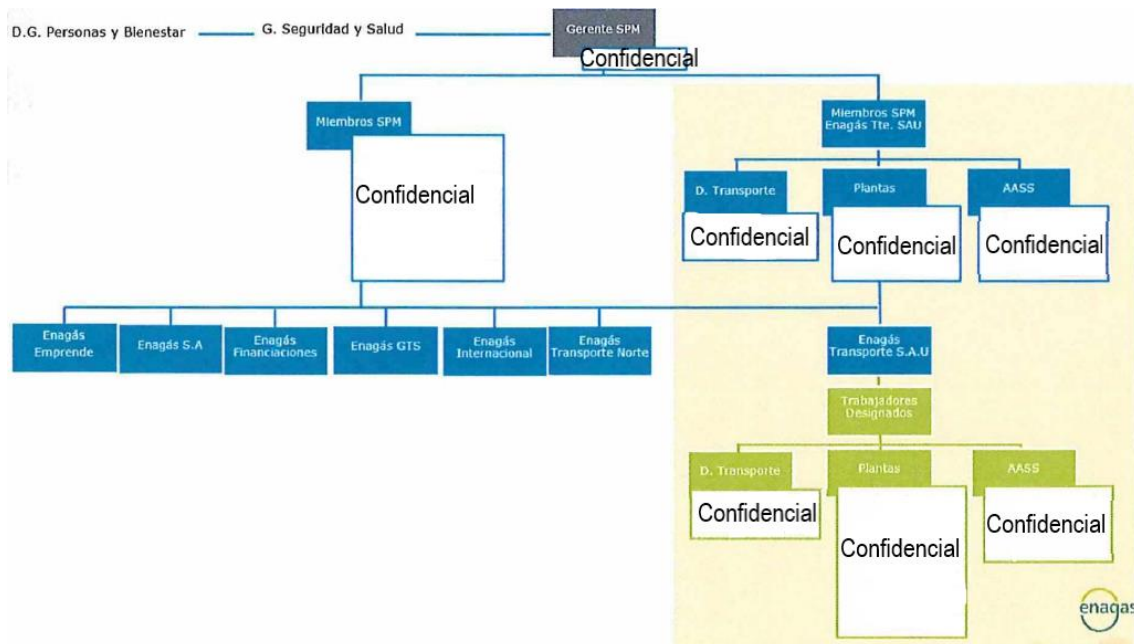 D.G. Personas y Bienestar
G. Seguridad y Salud
Gerente SPM
Confidencial
Miembros SPM
Confidencial
Miembros SPM
Enagás Tte. SAU
D. Transporte
Confidencial
Plantas
Confidencial
AASS
Confidencial
Enagás
Emprende
Enagás S.A
Enagás
Financiaciones
Enagás GTS
Enagás
Internacional
Enagás
Transporte Norte
Enagás
Transporte S.A.U
Trabajadores
Designados
D. Transporte
Confidencial
Plantas
Confidencial
AASS
Confidencial
enagas